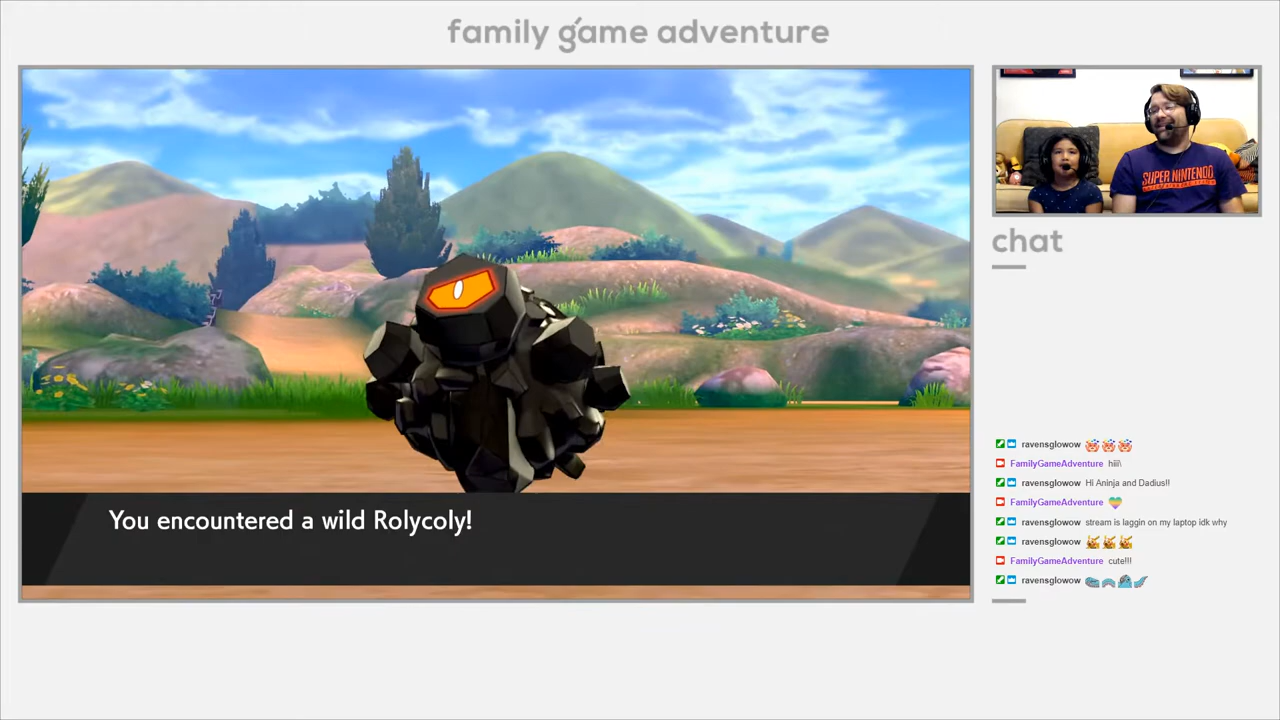 family game adventure
You encountered a wild Rolycoly!
SUPER NINTENDO
chat
ravensglowow
FamilyGameAdventure hiii\
ravensglowow Hi Aninja and Dadius!!
FamilyGameAdventure
ravensglowow stream is laggin on my laptop idk why
ravensglowow
FamilyGameAdventure cute!!!
ravensglowow